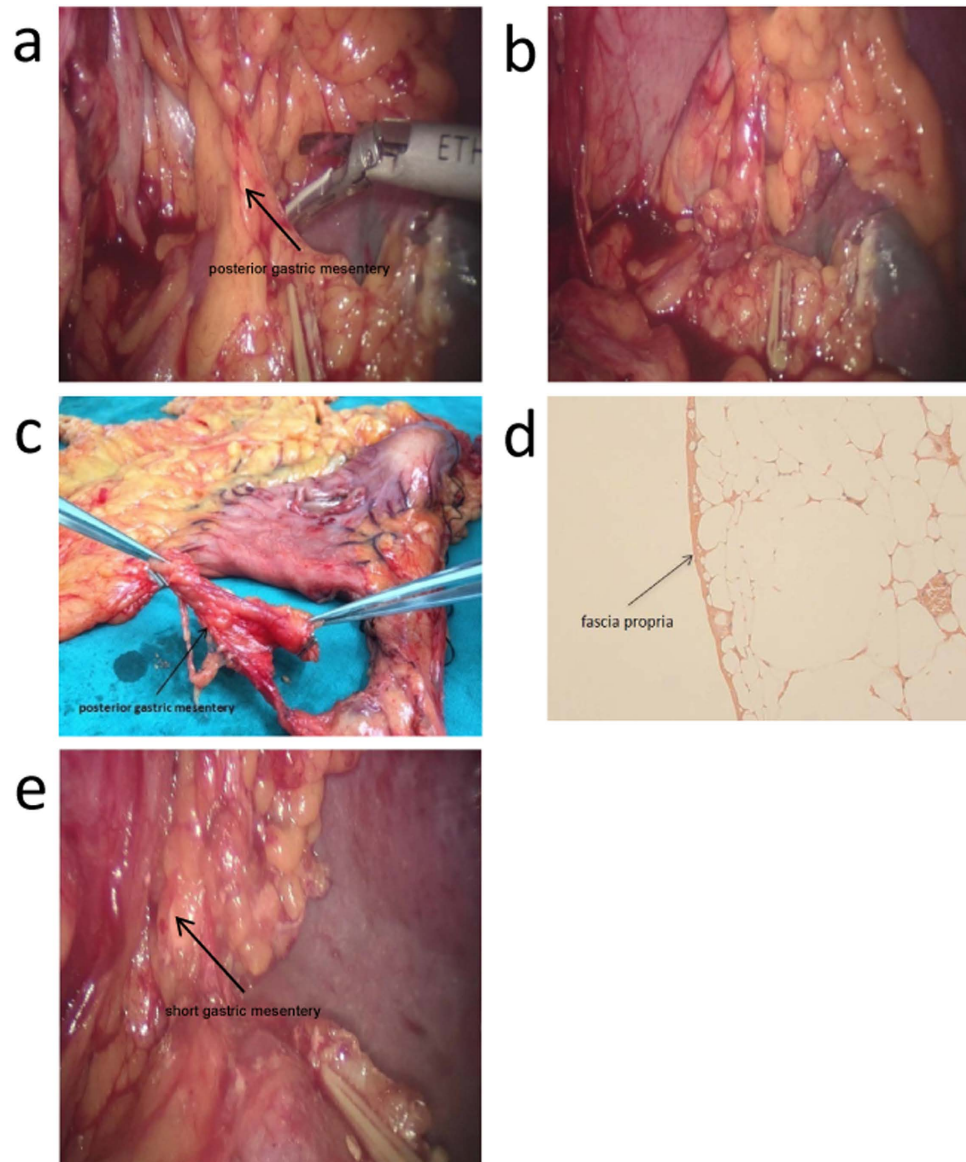 a
ETH
posterior gastric mesentery
b
c
posterior gastric mesentery
d
fascia propria
e
short gastric mesentery